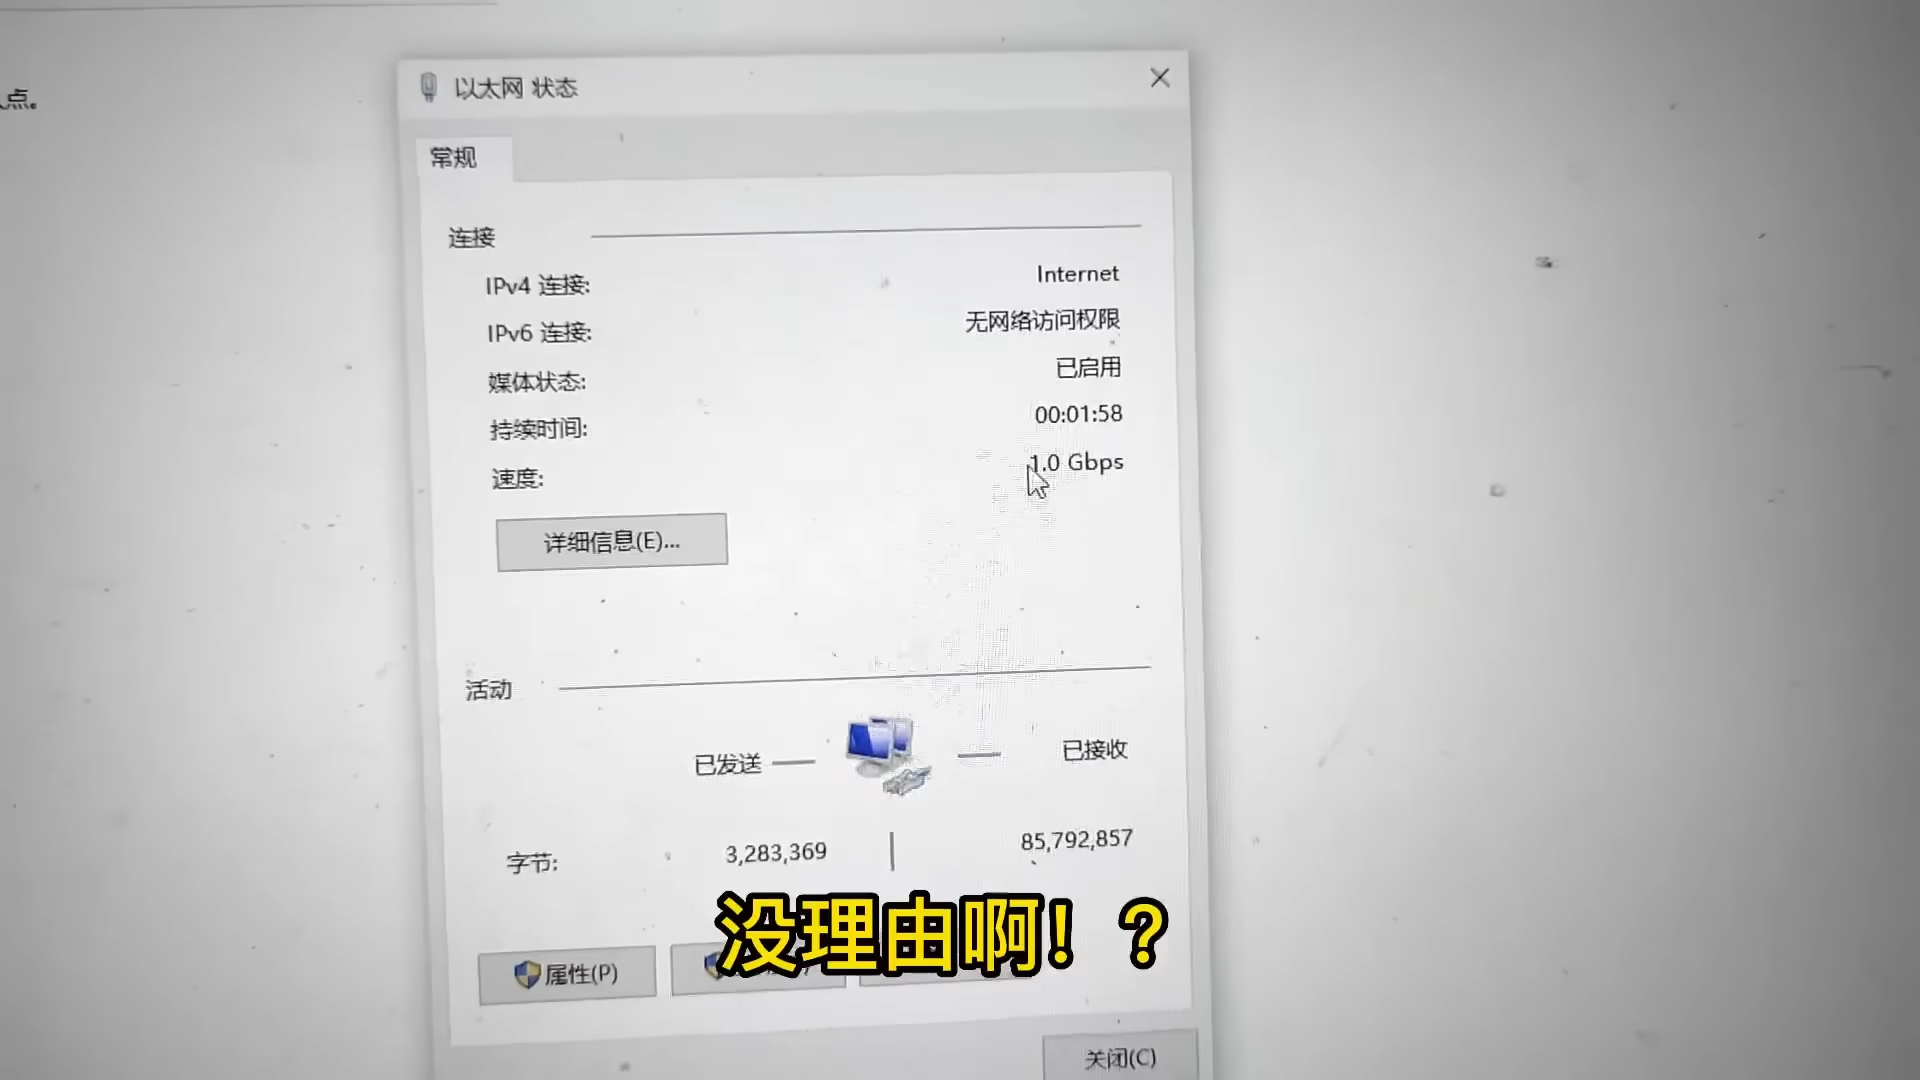 点。
以太网 状态
常规
连接
IPv4 连接: Internet
IPv6 连接: 无网络访问权限
媒体状态: 已启用
持续时间: 00:01:58
速度: 1.0 Gbps
详细信息(E)...
活动
已发送 已接收
字节: 3,283,369 85,792,857
没理由啊！？
属性(P)
关闭(C)